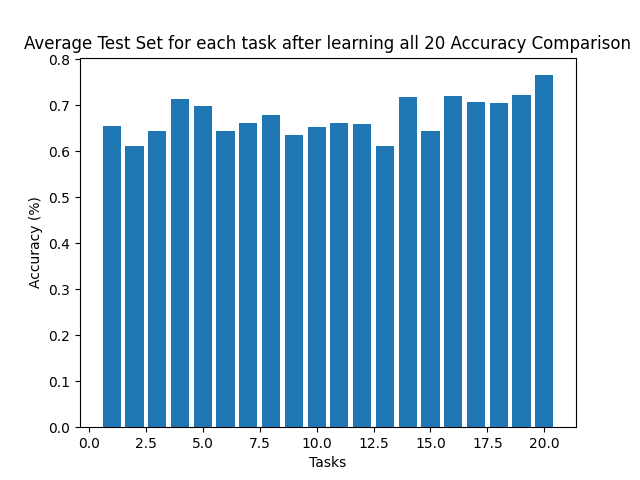 Average Test Set for each task after learning all 20 Accuracy Comparison
0.8
0.7
0.6
0.5
0.4
0.3
0.2
0.1
0.0
Accuracy (%)
0.0 2.5 5.0 7.5 10.0 12.5 15.0 17.5 20.0
Tasks